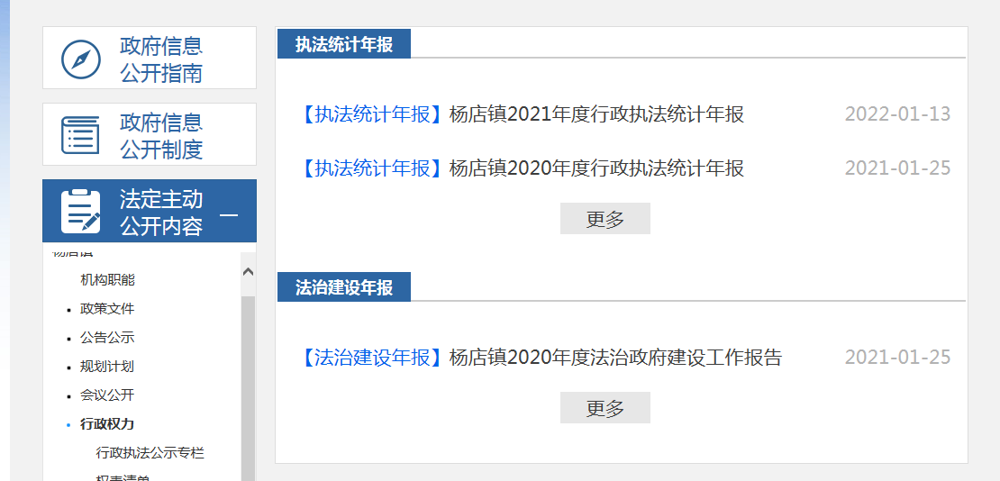 政府信息
公开指南
政府信息
公开制度
法定主动
公开内容
杨店镇
机构职能
政策文件
公告公示
规划计划
会议公开
行政权力
行政执法公示专栏
权责清单
执法统计年报
【执法统计年报】杨店镇2021年度行政执法统计年报 2022-01-13
【执法统计年报】杨店镇2020年度行政执法统计年报 2021-01-25
更多
法治建设年报
【法治建设年报】杨店镇2020年度法治政府建设工作报告 2021-01-25
更多